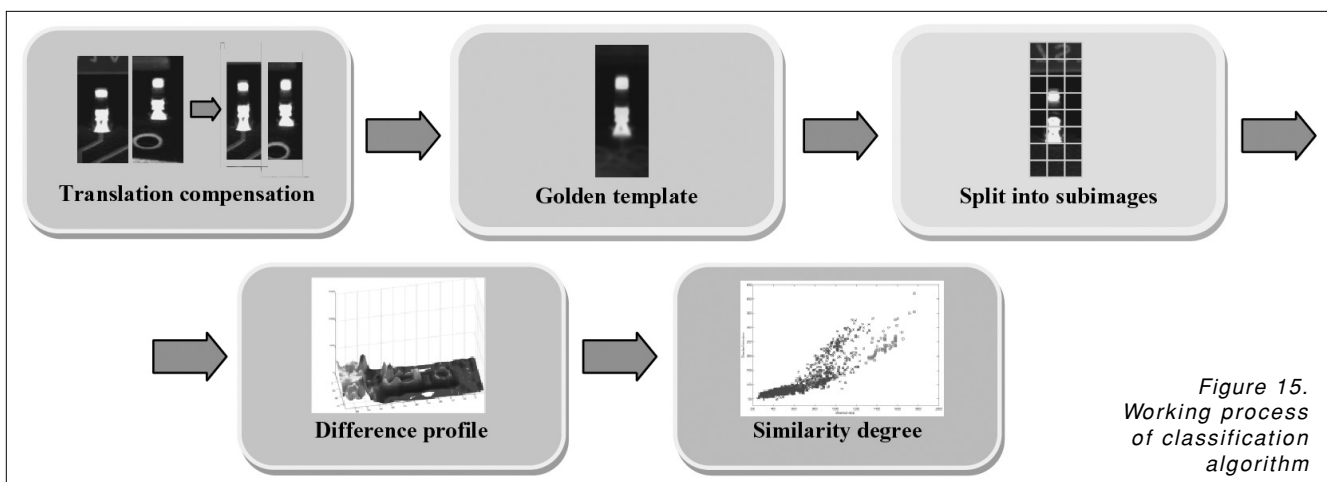 Translation compensation
Golden template
Split into subimages
Difference profile
Similarity degree
Figure 15.
Working process
of classification
algorithm